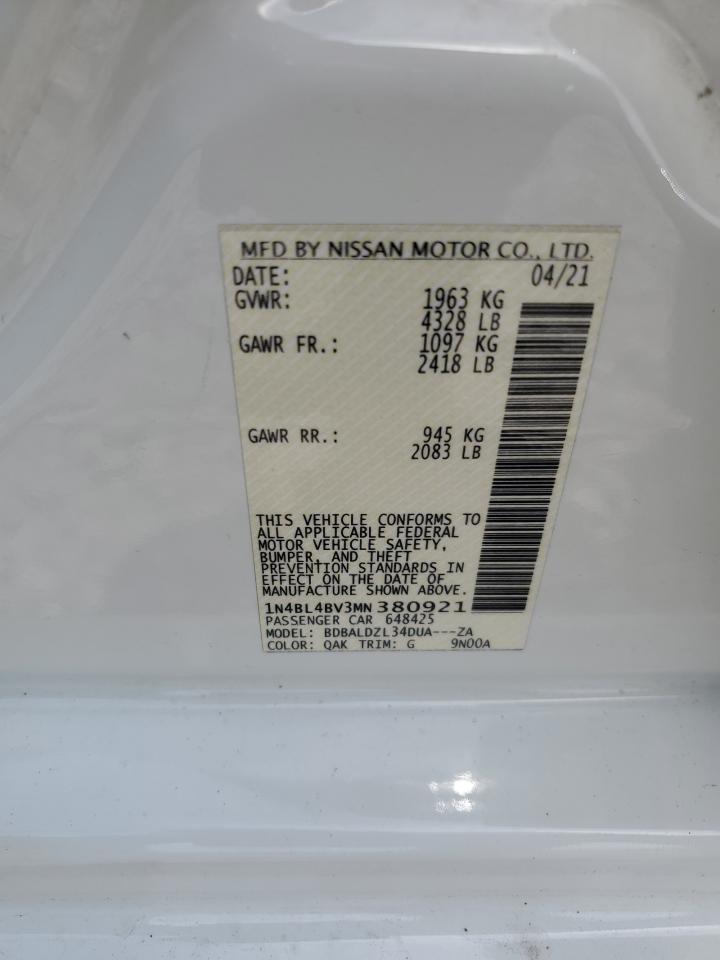 MFD BY NISSAN MOTOR CO., LTD.
DATE: 04/21
GVWR: 1963 KG
4328 LB
GAWR FR.: 1097 KG
2418 LB
GAWR RR.: 945 KG
2083 LB
THIS VEHICLE CONFORMS TO
ALL APPLICABLE FEDERAL
MOTOR VEHICLE SAFETY,
BUMPER, AND THEFT
PREVENTION STANDARDS IN
EFFECT ON THE DATE OF
MANUFACTURE SHOWN ABOVE.
1N4BL4BV3MN380921
PASSENGER CAR 648425
MODEL: BDBALDZL34DUA---ZA
COLOR: QAK TRIM: G 9N00A